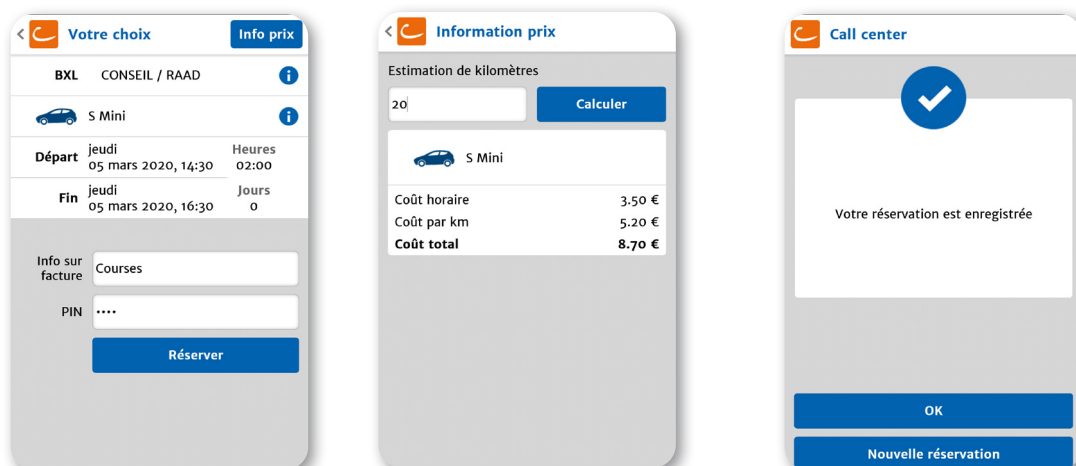 Votre choix
Info prix
BXL CONSEIL / RAAD
S Mini
Départ jeudi
05 mars 2020, 14:30
Heures
02:00
Fin jeudi
05 mars 2020, 16:30
Jours
0
Info sur
facture
Courses
PIN ••••
Réserver
Information prix
Estimation de kilomètres
20
Calculer
S Mini
Coût horaire 3.50 €
Coût par km 5.20 €
Coût total 8.70 €
Call center
Votre réservation est enregistrée
OK
Nouvelle réservation